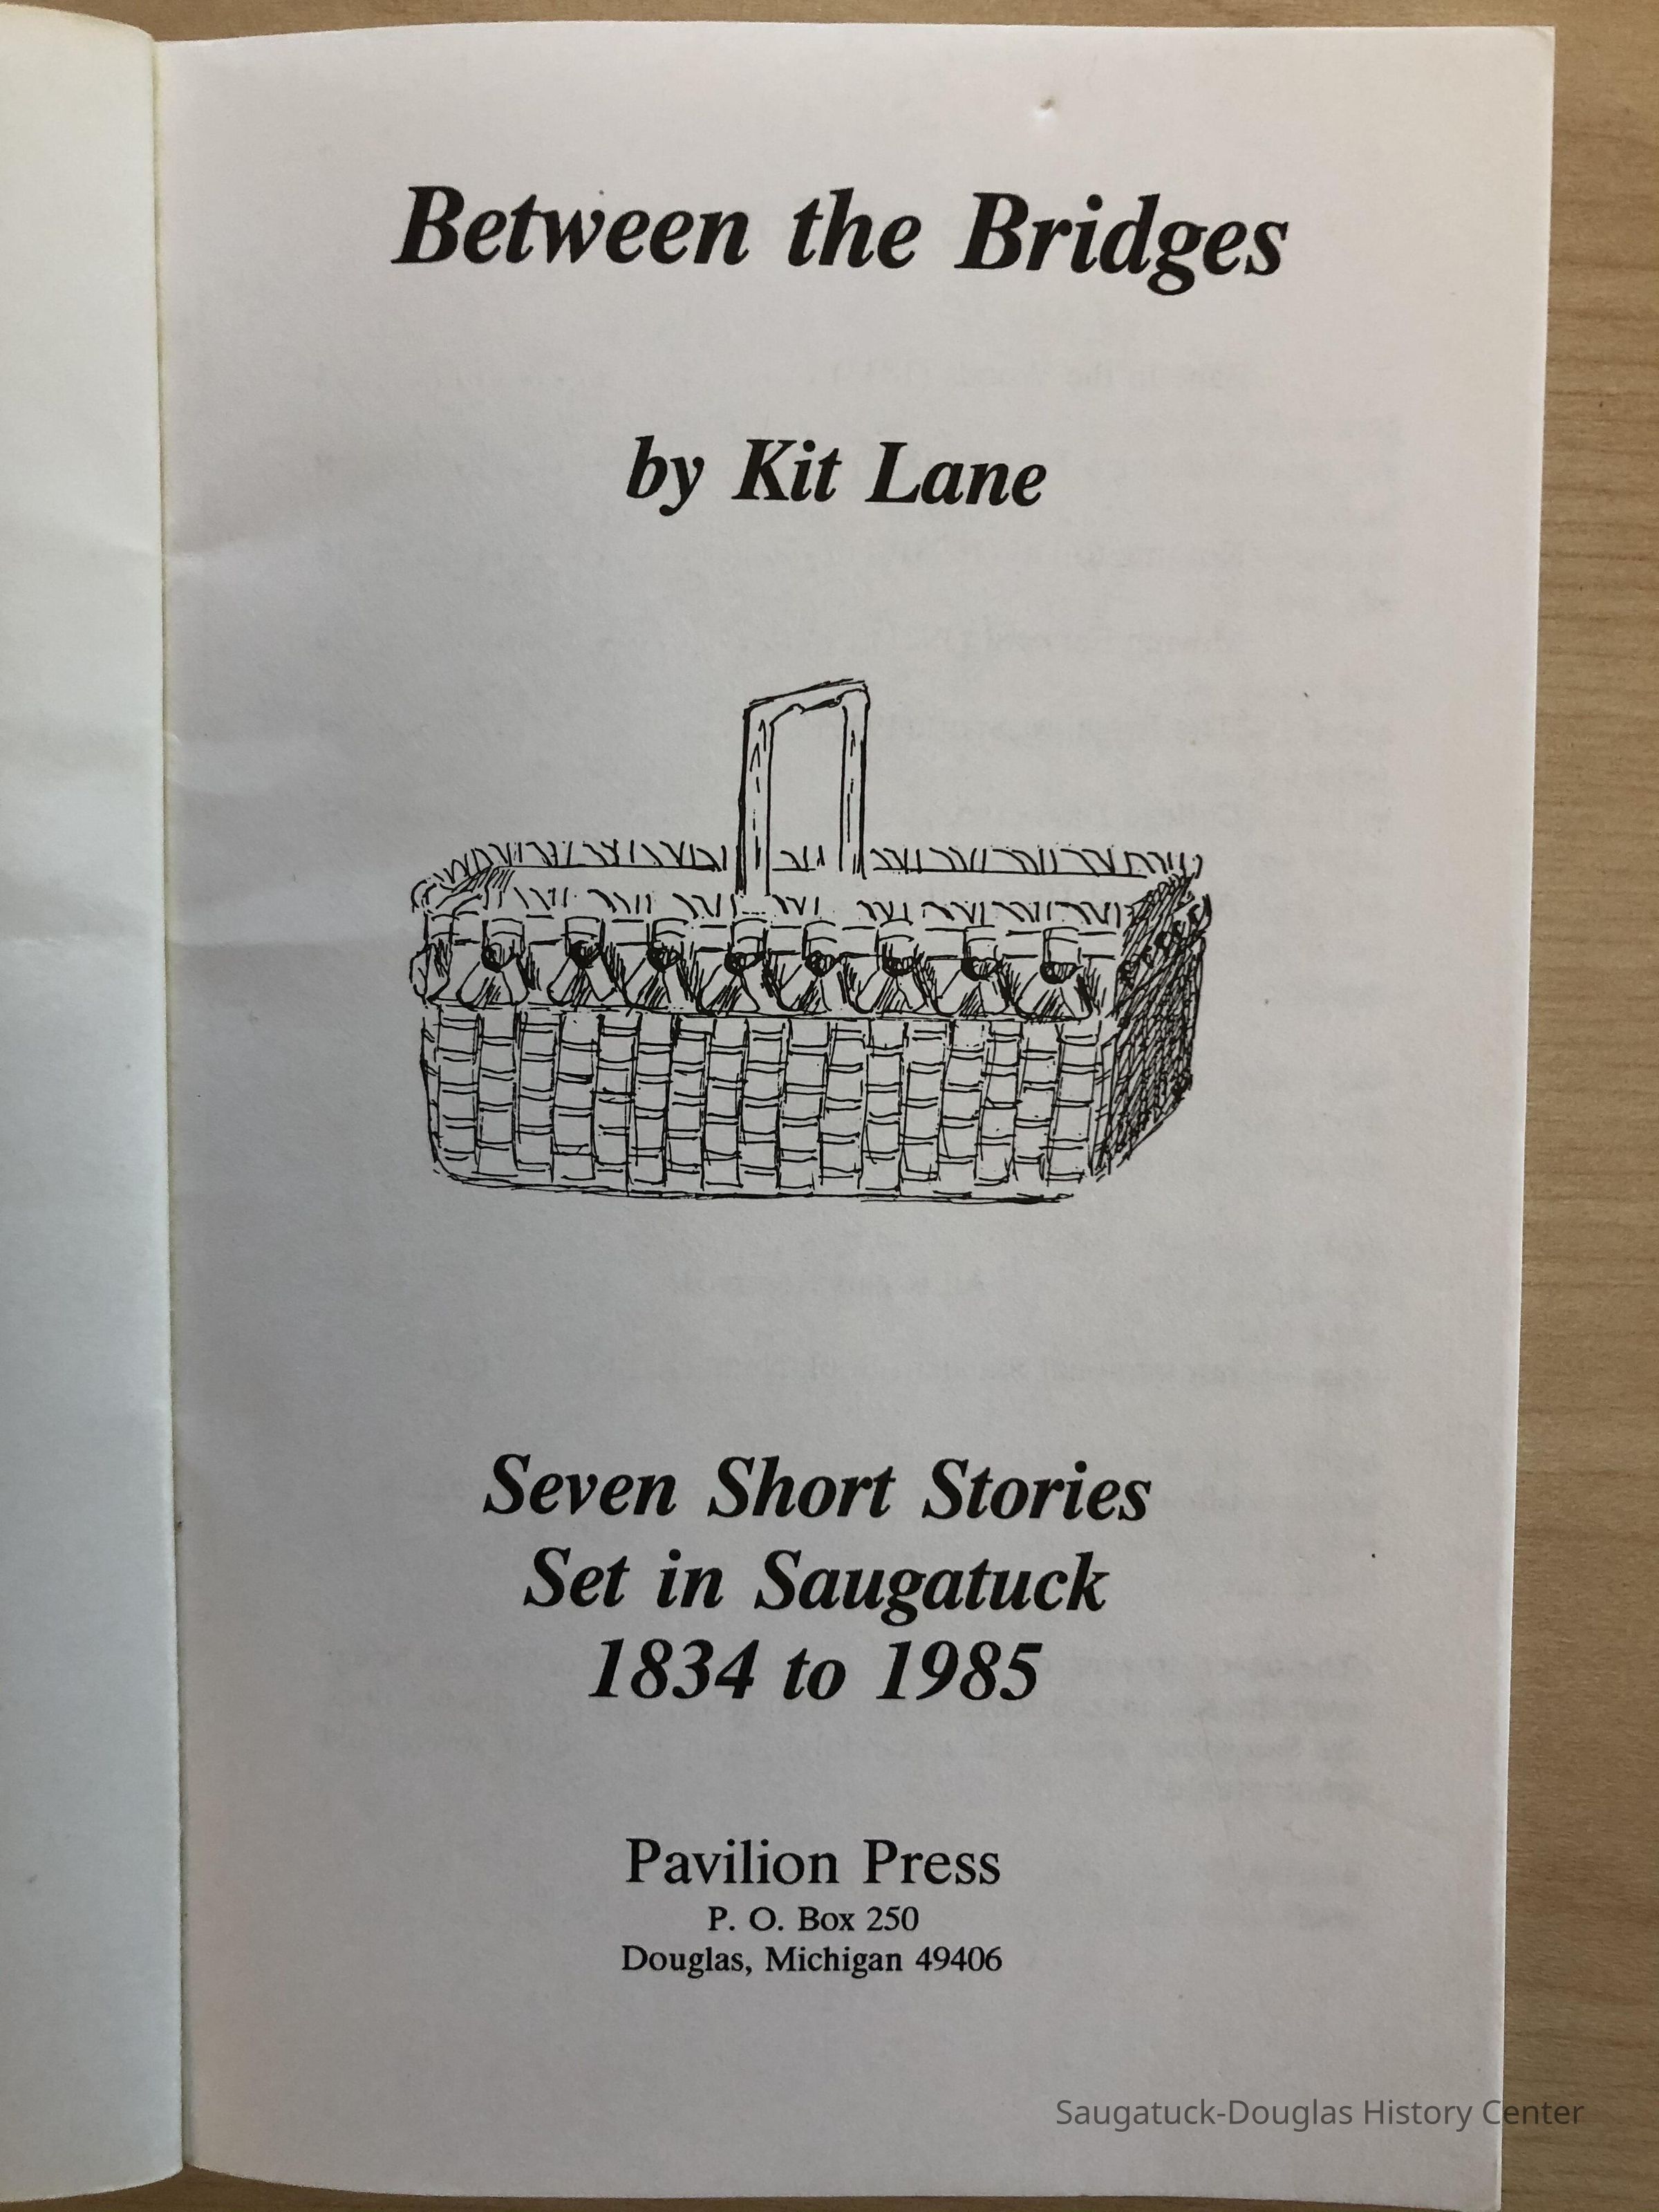 Between the Bridges
by Kit Lane
Seven Short Stories
Set in Saugatuck
1834 to 1985
Pavilion Press
P. O. Box 250
Douglas, Michigan 49406
Saugatuck-Douglas History Center